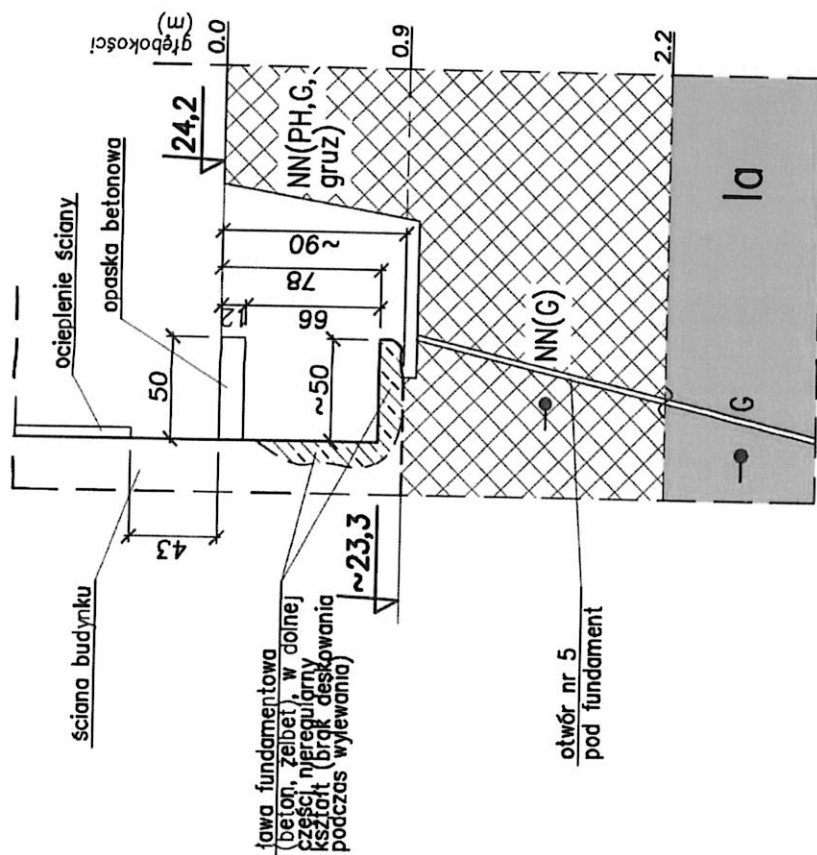 głębokości
(m)
0.0
0.9
2.2
24,2
NN(PH,G,
gruz)
Ia
ocieplenie ściany
opaska betonowa
~90
78
12
66
50
~50
NN(G)
G
43
~23,3
ściana budynku
ława fundamentowa
(beton, żelbet), w dolnej
części nieregularny
kształt (brak deskowania
podczas wylewania)
otwór nr 5
pod fundament